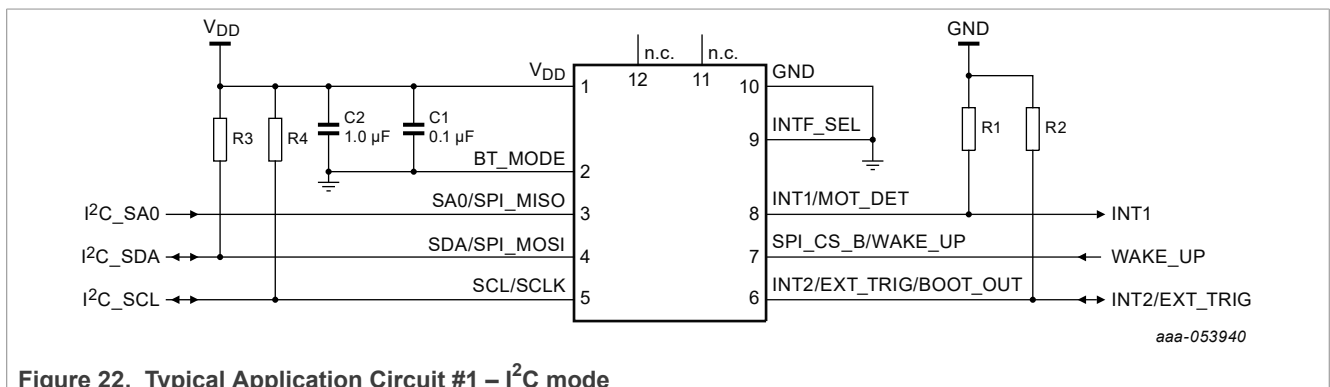 VDD
GND
n.c.
n.c.
VDD
12
11
GND
1
10
C2
1.0 µF
C1
0.1 µF
R3
R4
INTF_SEL
R1
R2
9
BT_MODE
2
I2C_SA0
SA0/SPI_MISO
3
INT1/MOT_DET
8
INT1
I2C_SDA
SDA/SPI_MOSI
4
SPI_CS_B/WAKE_UP
7
WAKE_UP
I2C_SCL
SCL/SCLK
5
INT2/EXT_TRIG/BOOT_OUT
6
INT2/EXT_TRIG
aaa-053940
Figure 22. Typical Application Circuit #1 – I2C mode